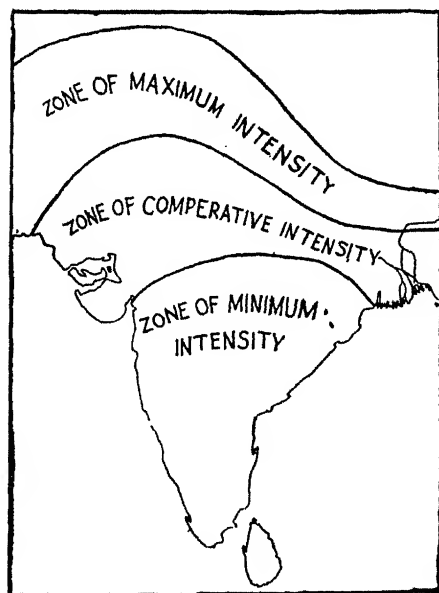 ZONE OF MAXIMUM INTENSITY
ZONE OF COMPERATIVE INTENSITY
ZONE OF MINIMUM
INTENSITY